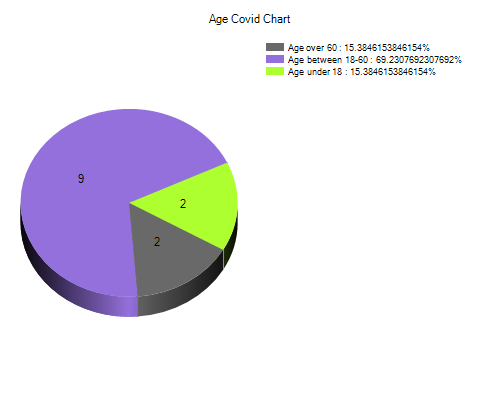 Age Covid Chart
Age over 60 : 15.3846153846154%
Age between 18-60 : 69.2307692307692%
Age under 18 : 15.3846153846154%
9
2
2